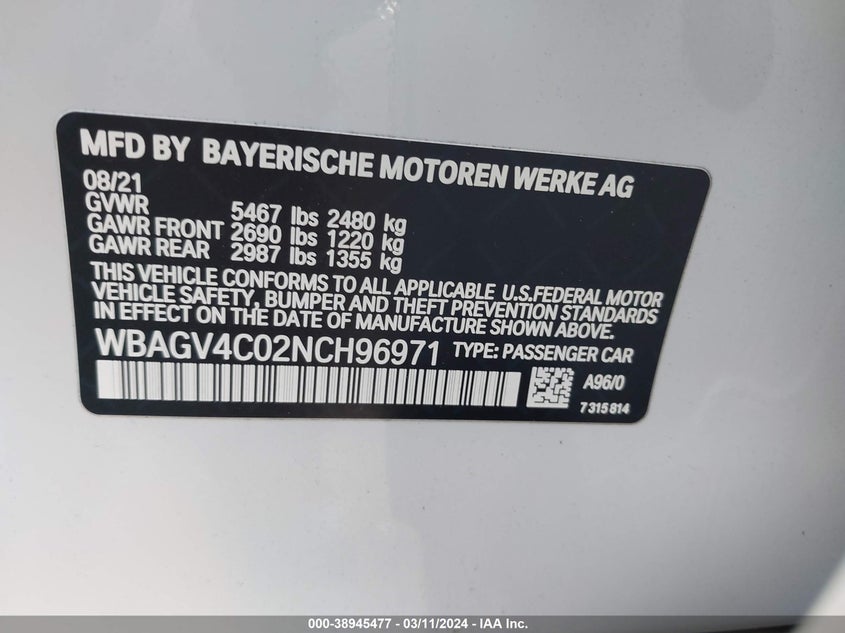 MFD BY BAYERISCHE MOTOREN WERKE AG
08/21
GVWR 5467 lbs 2480 kg
GAWR FRONT 2690 lbs 1220 kg
GAWR REAR 2987 lbs 1355 kg
THIS VEHICLE CONFORMS TO ALL APPLICABLE U.S.FEDERAL MOTOR
VEHICLE SAFETY, BUMPER AND THEFT PREVENTION STANDARDS
IN EFFECT ON THE DATE OF MANUFACTURE SHOWN ABOVE.
WBAGV4C02NCH96971 TYPE: PASSENGER CAR
A96/0
7315814
000-38945477 — 03/11/2024 — IAA Inc.